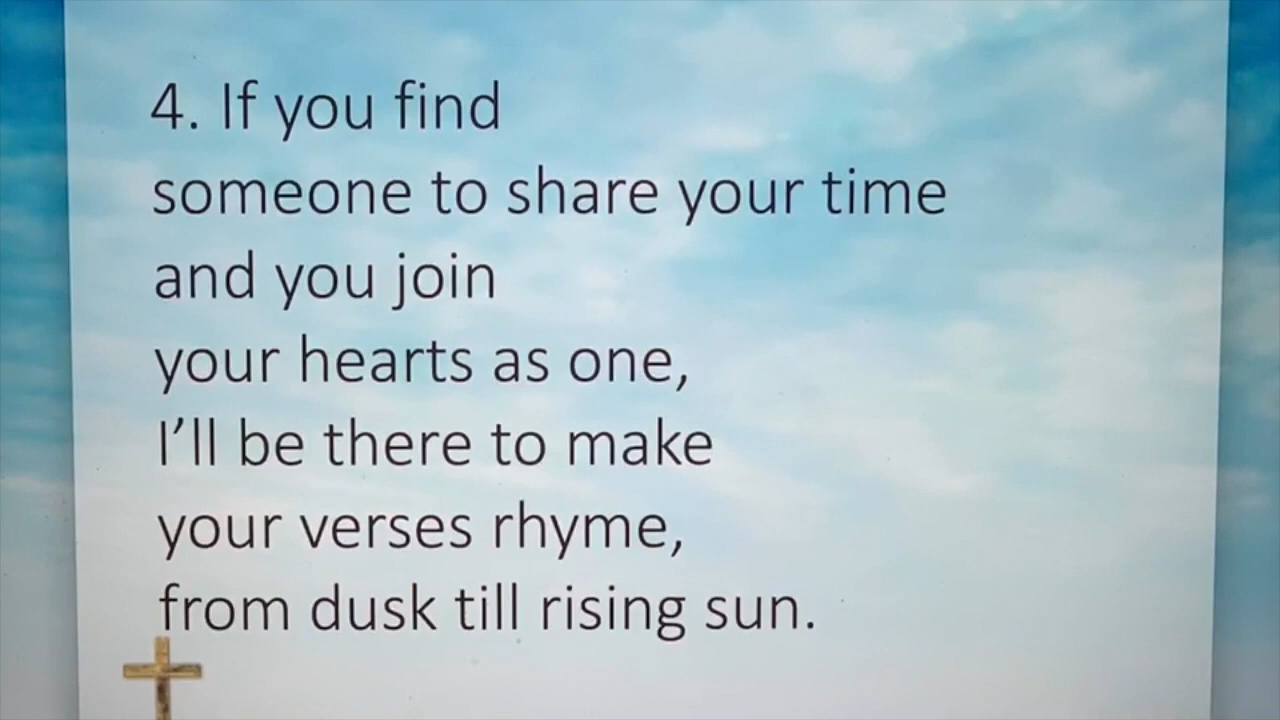 4. If you find
someone to share your time
and you join
your hearts as one,
I’ll be there to make
your verses rhyme,
from dusk till rising sun.